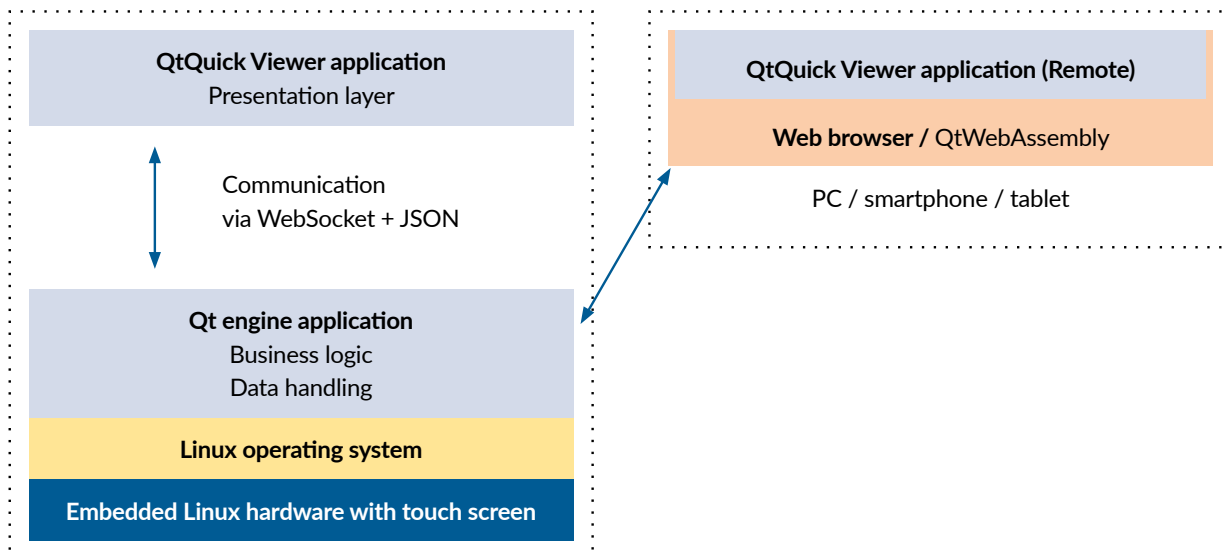 QtQuick Viewer application
Presentation layer
Communication
via WebSocket + JSON
Qt engine application
Business logic
Data handling
Linux operating system
Embedded Linux hardware with touch screen
QtQuick Viewer application (Remote)
Web browser / QtWebAssembly
PC / smartphone / tablet